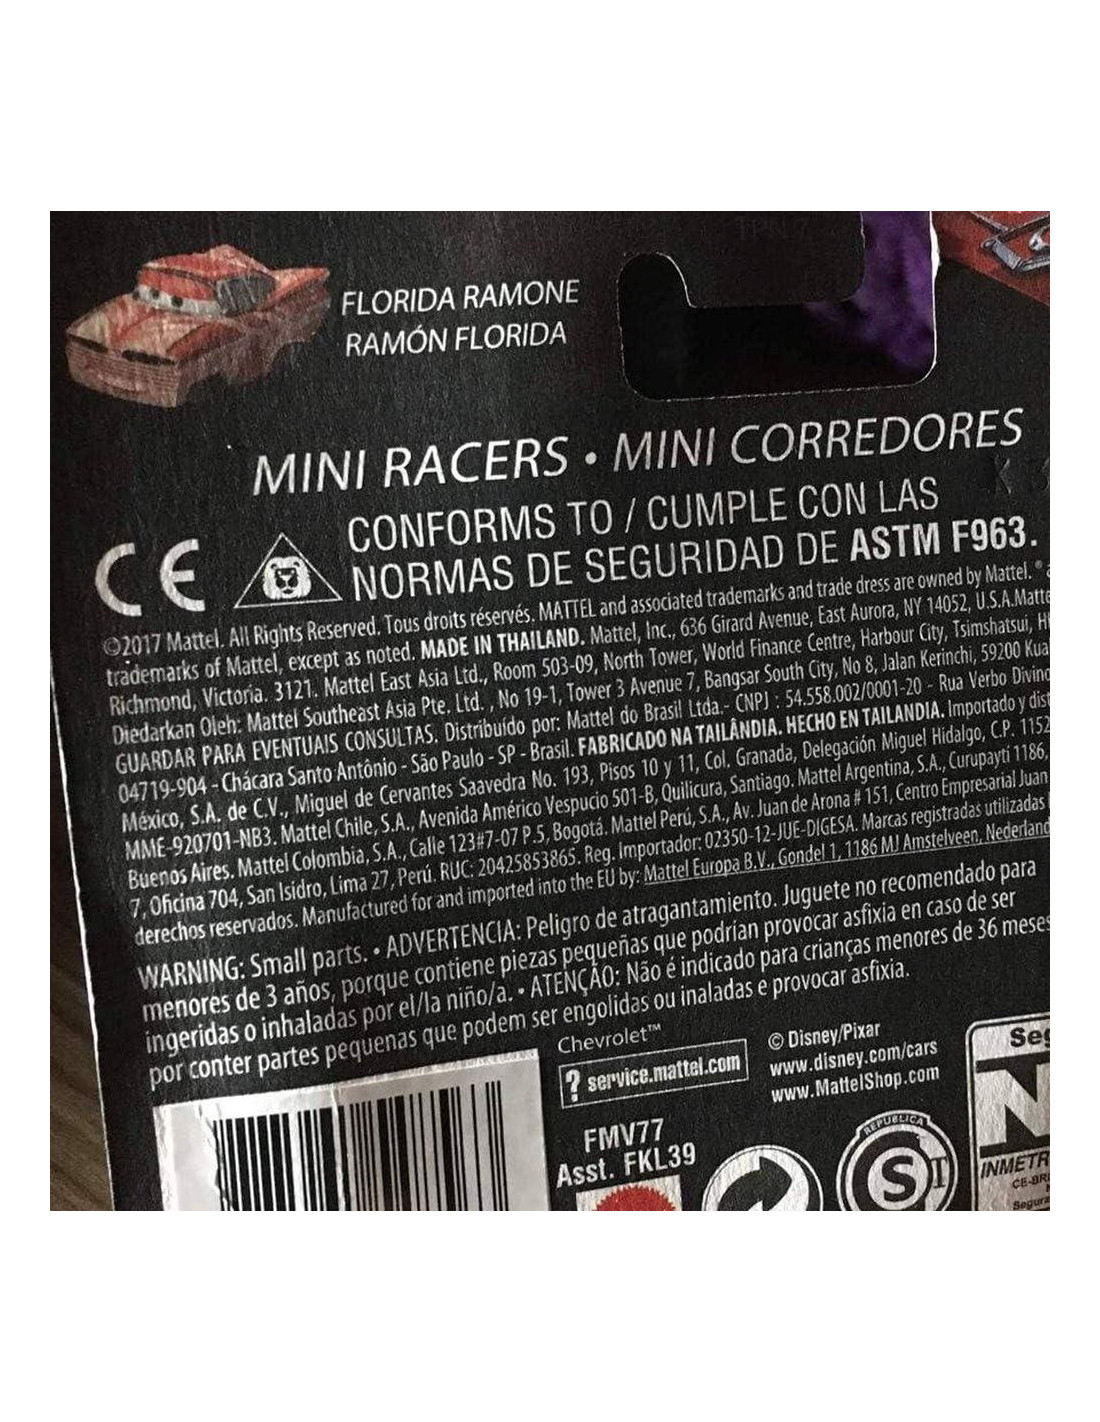 FLORIDA RAMONE
RAMÓN FLORIDA
MINI RACERS • MINI CORREDORES
CONFORMS TO / CUMPLE CON LAS
NORMAS DE SEGURIDAD DE ASTM F963.
CE
©2017 Mattel. All Rights Reserved. Tous droits réservés. MATTEL and associated trademarks and trade dress are owned by Mattel.®
trademarks of Mattel, except as noted. MADE IN THAILAND. Mattel, Inc., 636 Girard Avenue, East Aurora, NY 14052, U.S.A.
Richmond, Victoria. 3121. Mattel East Asia Ltd., Room 503-09, North Tower, World Finance Centre, Harbour City, Tsimshatsui,
Diedarkan Oleh: Mattel Southeast Asia Pte. Ltd. , No 19-1, Tower 3 Avenue 7, Bangsar South City, No 8, Jalan Kerinchi, 59200
GUARDAR PARA EVENTUAIS CONSULTAS. Distribuído por: Mattel do Brasil Ltda.- CNPJ : 54.558.002/0001-20 - Rua Verbo
04719-904 - Chácara Santo Antônio - São Paulo - SP - Brasil. FABRICADO NA TAILÂNDIA. HECHO EN TAILANDIA. Importado y
México, S.A. de C.V., Miguel de Cervantes Saavedra No. 193, Pisos 10 y 11, Col. Granada, Delegación Miguel Hidalgo, C.P. 1152
MME-920701-NB3. Mattel Chile, S.A., Avenida Américo Vespucio 501-B, Quilicura, Santiago. Mattel Argentina, S.A., Curupaytí 1186,
Buenos Aires. Mattel Colombia, S.A., Calle 123#7-07 P.5, Bogotá. Mattel Perú, S.A., Av. Juan de Arona # 151, Centro Empresarial Juan
7, Oficina 704, San Isidro, Lima 27, Perú. RUC: 20425853865. Reg. Importador: 02350-12-JUE-DIGESA. Marcas registradas utilizadas
derechos reservados. Manufactured for and imported into the EU by: Mattel Europa B.V., Gondel 1, 1186 MJ Amstelveen, Nederland
WARNING: Small parts. • ADVERTENCIA: Peligro de atragantamiento. Juguete no recomendado para
menores de 3 años, porque contiene piezas pequeñas que podrían provocar asfixia en caso de ser
ingeridas o inhaladas por el/la niño/a. • ATENÇÃO: Não é indicado para crianças menores de 36 meses
por conter partes pequenas que podem ser engolidas ou inaladas e provocar asfixia.
Chevrolet™
? service.mattel.com
© Disney/Pixar
www.disney.com/cars
www.MattelShop.com
FMV77
Asst. FKL39
REPUBLICA
S
INMETR
CE-BR
Segura